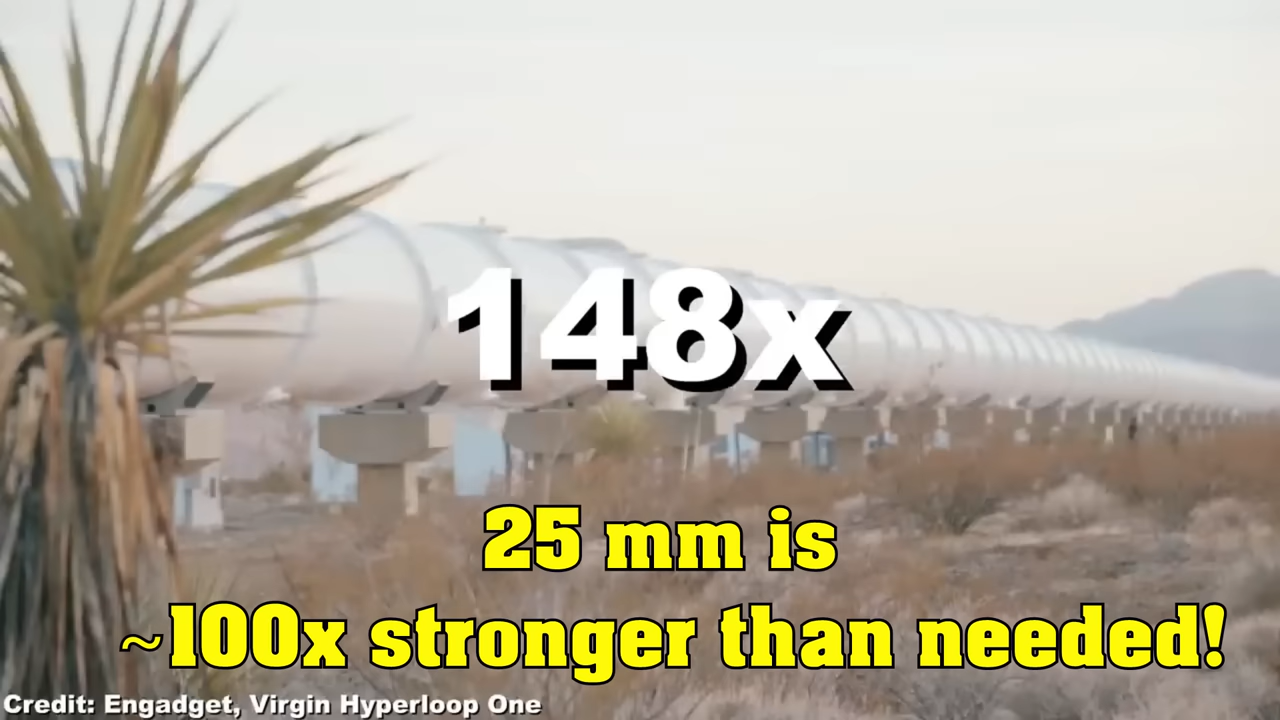 148x
25 mm is
~100x stronger than needed!
Credit: Engadget, Virgin Hyperloop One